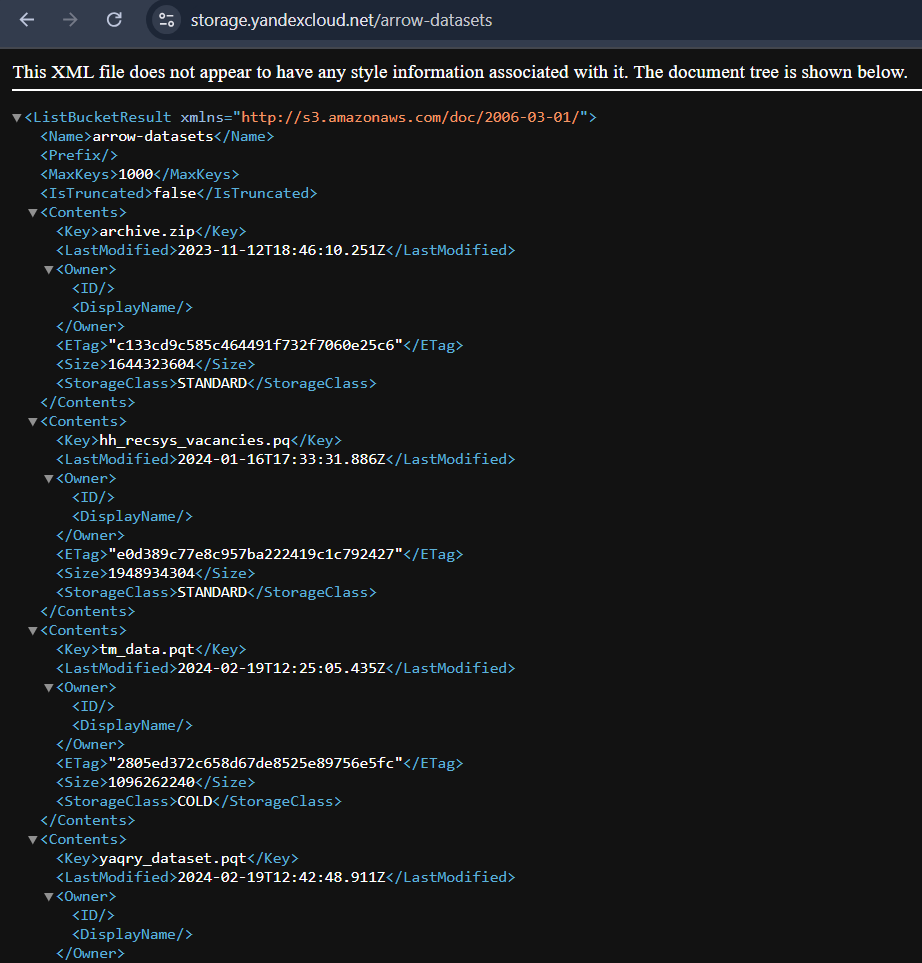 storage.yandexcloud.net/arrow-datasets
This XML file does not appear to have any style information associated with it. The document tree is shown below.
▼<ListBucketResult xmlns="http://s3.amazonaws.com/doc/2006-03-01/">
<Name>arrow-datasets</Name>
<Prefix/>
<MaxKeys>1000</MaxKeys>
<IsTruncated>false</IsTruncated>
▼<Contents>
<Key>archive.zip</Key>
<LastModified>2023-11-12T18:46:10.251Z</LastModified>
▼<Owner>
<ID/>
<DisplayName/>
</Owner>
<ETag>"c133cd9c585c464491f732f7060e25c6"</ETag>
<Size>1644323604</Size>
<StorageClass>STANDARD</StorageClass>
</Contents>
▼<Contents>
<Key>hh_recsys_vacancies.pq</Key>
<LastModified>2024-01-16T17:33:31.886Z</LastModified>
▼<Owner>
<ID/>
<DisplayName/>
</Owner>
<ETag>"e0d389c77e8c957ba222419c1c792427"</ETag>
<Size>1948934304</Size>
<StorageClass>STANDARD</StorageClass>
</Contents>
▼<Contents>
<Key>tm_data.pqt</Key>
<LastModified>2024-02-19T12:25:05.435Z</LastModified>
▼<Owner>
<ID/>
<DisplayName/>
</Owner>
<ETag>"2805ed372c658d67de8525e89756e5fc"</ETag>
<Size>1096262240</Size>
<StorageClass>COLD</StorageClass>
</Contents>
▼<Contents>
<Key>yaqry_dataset.pqt</Key>
<LastModified>2024-02-19T12:42:48.911Z</LastModified>
▼<Owner>
<ID/>
<DisplayName/>
</Owner>